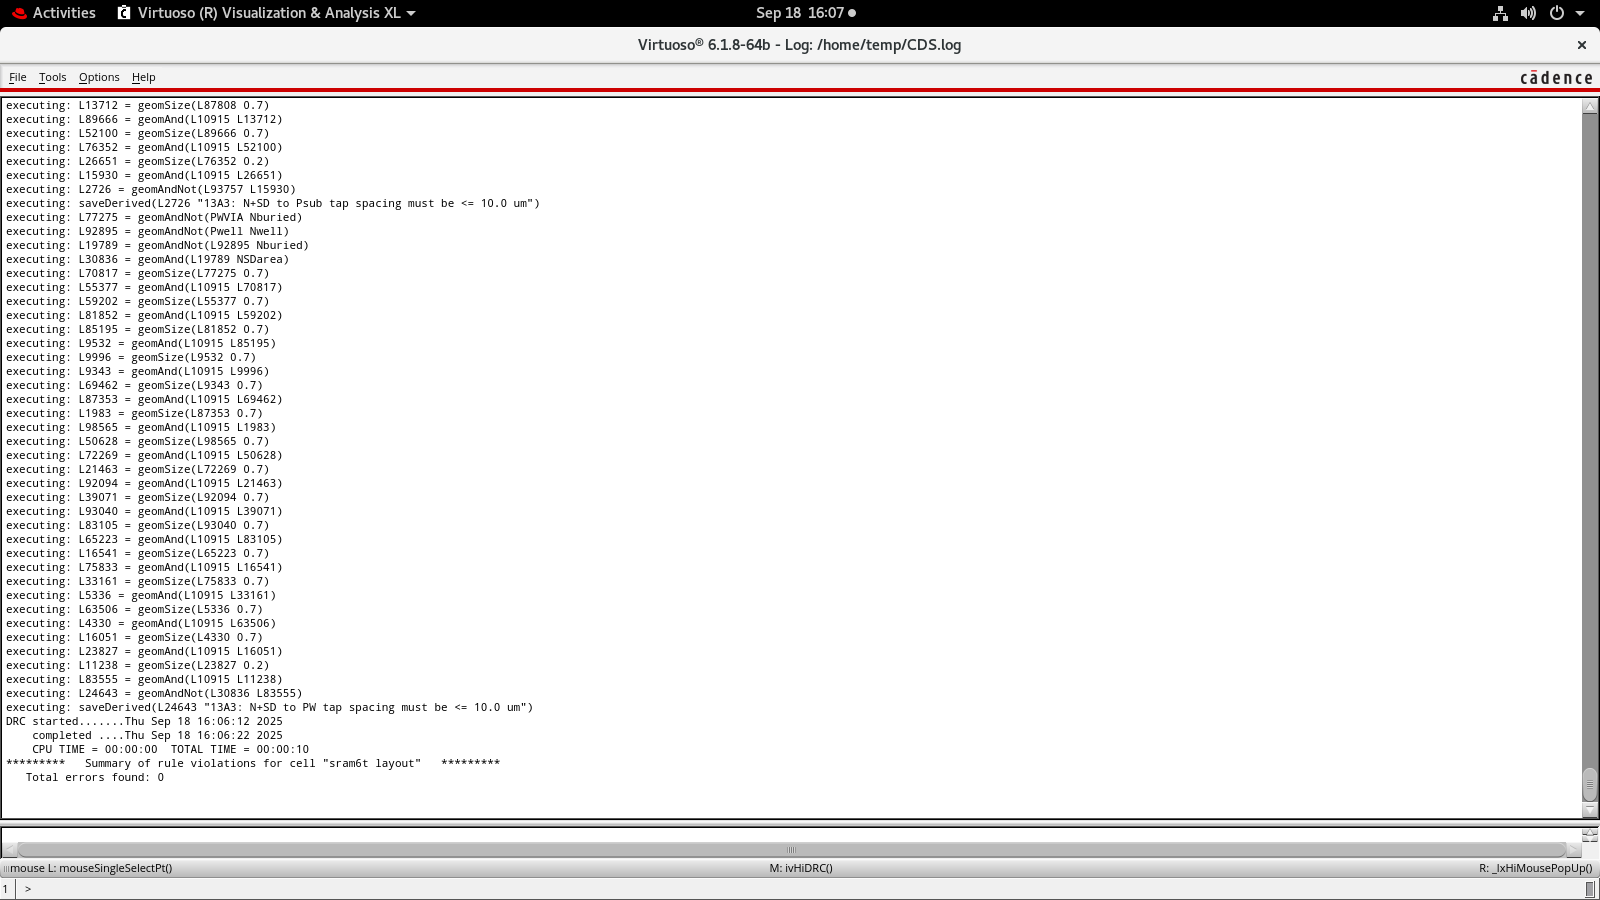 Activities Virtuoso (R) Visualization & Analysis XL Sep 18 16:07
Virtuoso® 6.1.8-64b - Log: /home/temp/CDS.log
File Tools Options Help cādence
executing: L13712 = geomSize(L87808 0.7)
executing: L89666 = geomAnd(L10915 L13712)
executing: L52100 = geomSize(L89666 0.7)
executing: L76352 = geomAnd(L10915 L52100)
executing: L26651 = geomSize(L76352 0.2)
executing: L15930 = geomAnd(L10915 L26651)
executing: L2726 = geomAndNot(L93757 L15930)
executing: saveDerived(L2726 "13A3: N+SD to Psub tap spacing must be <= 10.0 um")
executing: L77275 = geomAndNot(PWVIA Nburied)
executing: L92895 = geomAndNot(Pwell Nwell)
executing: L19789 = geomAndNot(L92895 Nburied)
executing: L30836 = geomAnd(L19789 NSDarea)
executing: L70817 = geomSize(L77275 0.7)
executing: L55377 = geomAnd(L10915 L70817)
executing: L59202 = geomSize(L55377 0.7)
executing: L81852 = geomAnd(L10915 L59202)
executing: L85195 = geomSize(L81852 0.7)
executing: L9532 = geomAnd(L10915 L85195)
executing: L9996 = geomSize(L9532 0.7)
executing: L9343 = geomAnd(L10915 L9996)
executing: L69462 = geomSize(L9343 0.7)
executing: L87353 = geomAnd(L10915 L69462)
executing: L1983 = geomSize(L87353 0.7)
executing: L98565 = geomAnd(L10915 L1983)
executing: L50628 = geomSize(L98565 0.7)
executing: L72269 = geomAnd(L10915 L50628)
executing: L21463 = geomSize(L72269 0.7)
executing: L92094 = geomAnd(L10915 L21463)
executing: L39071 = geomSize(L92094 0.7)
executing: L93040 = geomAnd(L10915 L39071)
executing: L83105 = geomSize(L93040 0.7)
executing: L65223 = geomAnd(L10915 L83105)
executing: L16541 = geomSize(L65223 0.7)
executing: L75833 = geomAnd(L10915 L16541)
executing: L33161 = geomSize(L75833 0.7)
executing: L5336 = geomAnd(L10915 L33161)
executing: L63506 = geomSize(L5336 0.7)
executing: L4330 = geomAnd(L10915 L63506)
executing: L16051 = geomSize(L4330 0.7)
executing: L23827 = geomAnd(L10915 L16051)
executing: L11238 = geomSize(L23827 0.2)
executing: L83555 = geomAnd(L10915 L11238)
executing: L24643 = geomAndNot(L30836 L83555)
executing: saveDerived(L24643 "13A3: N+SD to PW tap spacing must be <= 10.0 um")
DRC started.......Thu Sep 18 16:06:12 2025
completed ....Thu Sep 18 16:06:22 2025
CPU TIME = 00:00:00 TOTAL TIME = 00:00:10
********* Summary of rule violations for cell "sram6t layout" *********
Total errors found: 0
mouse L: mouseSingleSelectPt() M: ivHiDRC() R: _lxHiMousePopUp()
1 >